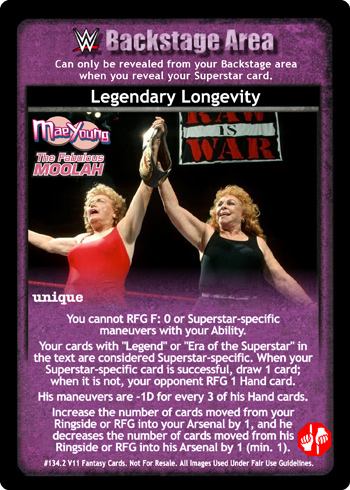 W Backstage Area
Can only be revealed from your Backstage area
when you reveal your Superstar card.
Legendary Longevity
MaeYoung
The Fabulous
MOOLAH
RAW
IS
WAR
unique
You cannot RFG F: 0 or Superstar-specific
maneuvers with your Ability.
Your cards with "Legend" or "Era of the Superstar" in
the text are considered Superstar-specific. When your
Superstar-specific card is successful, draw 1 card;
when it is not, your opponent RFG 1 Hand card.
His maneuvers are -1D for every 3 of his Hand cards.
Increase the number of cards moved from your
Ringside or RFG into your Arsenal by 1, and he
decreases the number of cards moved from his
Ringside or RFG into his Arsenal by 1 (min. 1).
#134.2 V11 Fantasy Cards. Not For Resale. All Images Used Under Fair Use Guidelines.